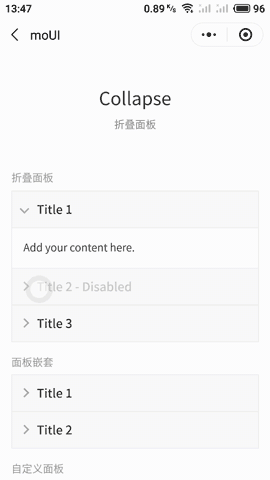 13:47 0.89 K/s 96
moUI
Collapse
折叠面板
折叠面板
Title 1
Add your content here.
Title 2 - Disabled
Title 3
面板嵌套
Title 1
Title 2
自定义面板